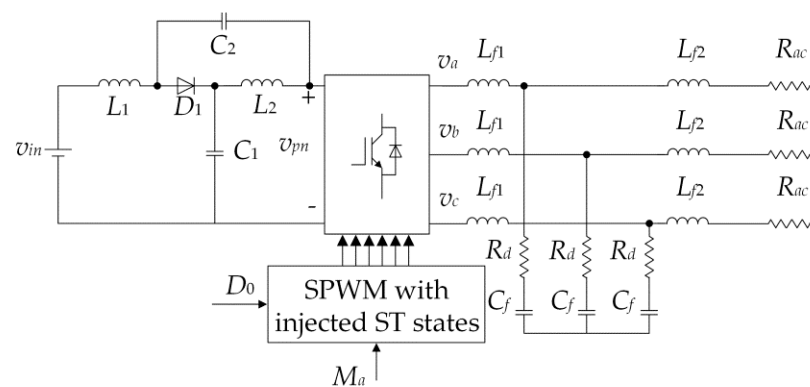 C2
L1
D1
L2
+
vin
C1
vpn
-
va
Lf1
Lf2
Rac
vb
Lf1
Lf2
Rac
vc
Lf1
Lf2
Rac
Rd
Rd
Rd
Cf
Cf
Cf
D0
SPWM with
injected ST states
Ma